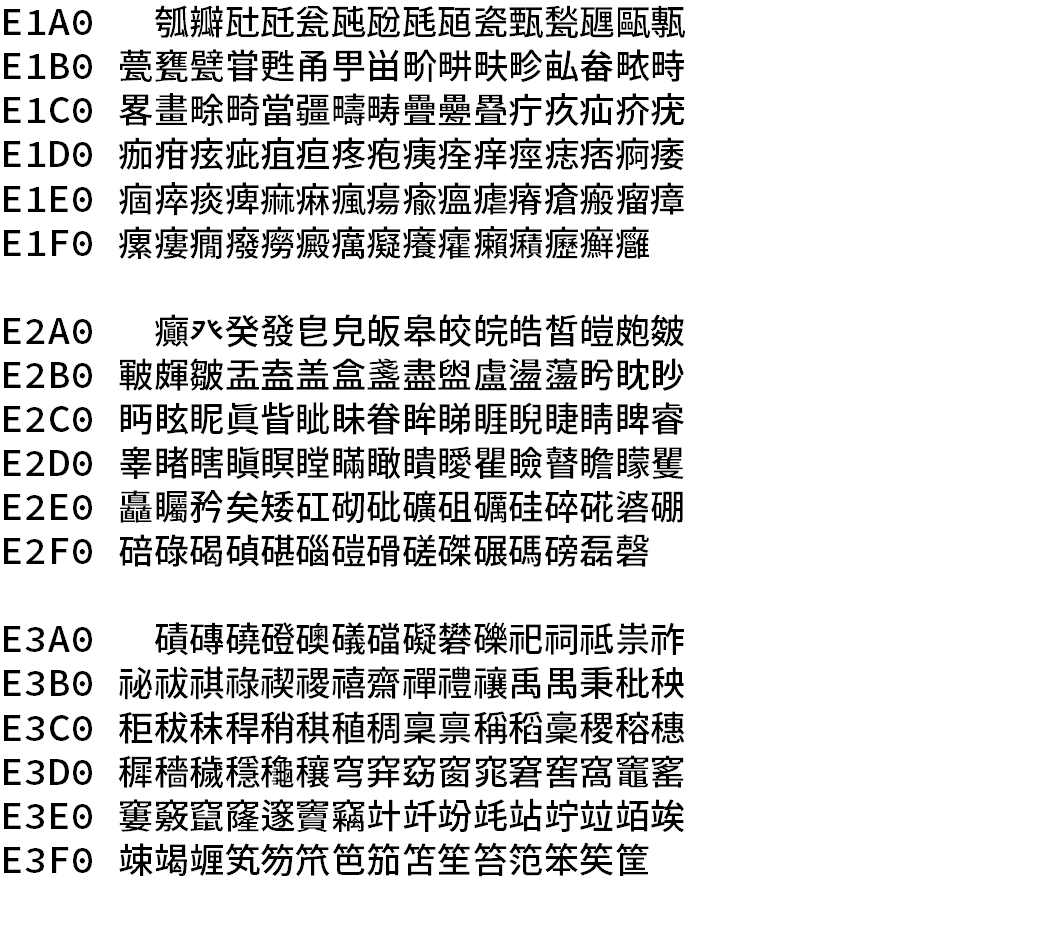 E1A0 瓠瓣瓧瓩瓮瓲瓰瓱瓸瓷甄甃甅甌甎
E1B0 甍甕甓甞甦甬甼畄畍畊畉畛畆畚畩畤
E1C0 畧畫畭畸當疆疇畴疊疉疂疔疚疝疥疣
E1D0 痂疳痃疵疽疸疼疱痍痊痒痙痣痞痾痿
E1E0 痼瘁痰痺痲痳瘋瘍瘉瘟瘧瘠瘡瘢瘤瘴
E1F0 瘰瘻癇癈癆癜癘癡癢癨癩癪癧癬癰
E2A0 癲癶癸發皀皃皈皋皎皖皓皙皚皰皴
E2B0 皸皹皺盂盍盖盒盞盡盥盧盪蘯盻眈眇
E2C0 眄眩眤眞眥眦眛眷眸睇睚睨睫睛睥睿
E2D0 睾睹瞎瞋瞑瞠瞞瞰瞶瞹瞿瞼瞽瞻矇矍
E2E0 矗矚矜矣矮矼砌砒礦砠礪硅碎硴碆硼
E2F0 碚碌碣碵碪碯磑磆磋磔碾碼磅磊磬
E3A0 磧磚磽磴礇礒礑礙礬礫祀祠祗祟祚
E3B0 祕祓祺祿禊禝禧齋禪禮禳禹禺秉秕秧
E3C0 秬秡秣稈稍稘稙稠稟禀稱稻稾稷穃穗
E3D0 穉穡穢穩龝穰穹穽窈窗窕窘窖窩竈窰
E3E0 窶竅竄窿邃竇竊竍竏竕竓站竚竝竡竢
E3F0 竦竭竰笂笏笊笆笳笘笙笞笵笨笶筐